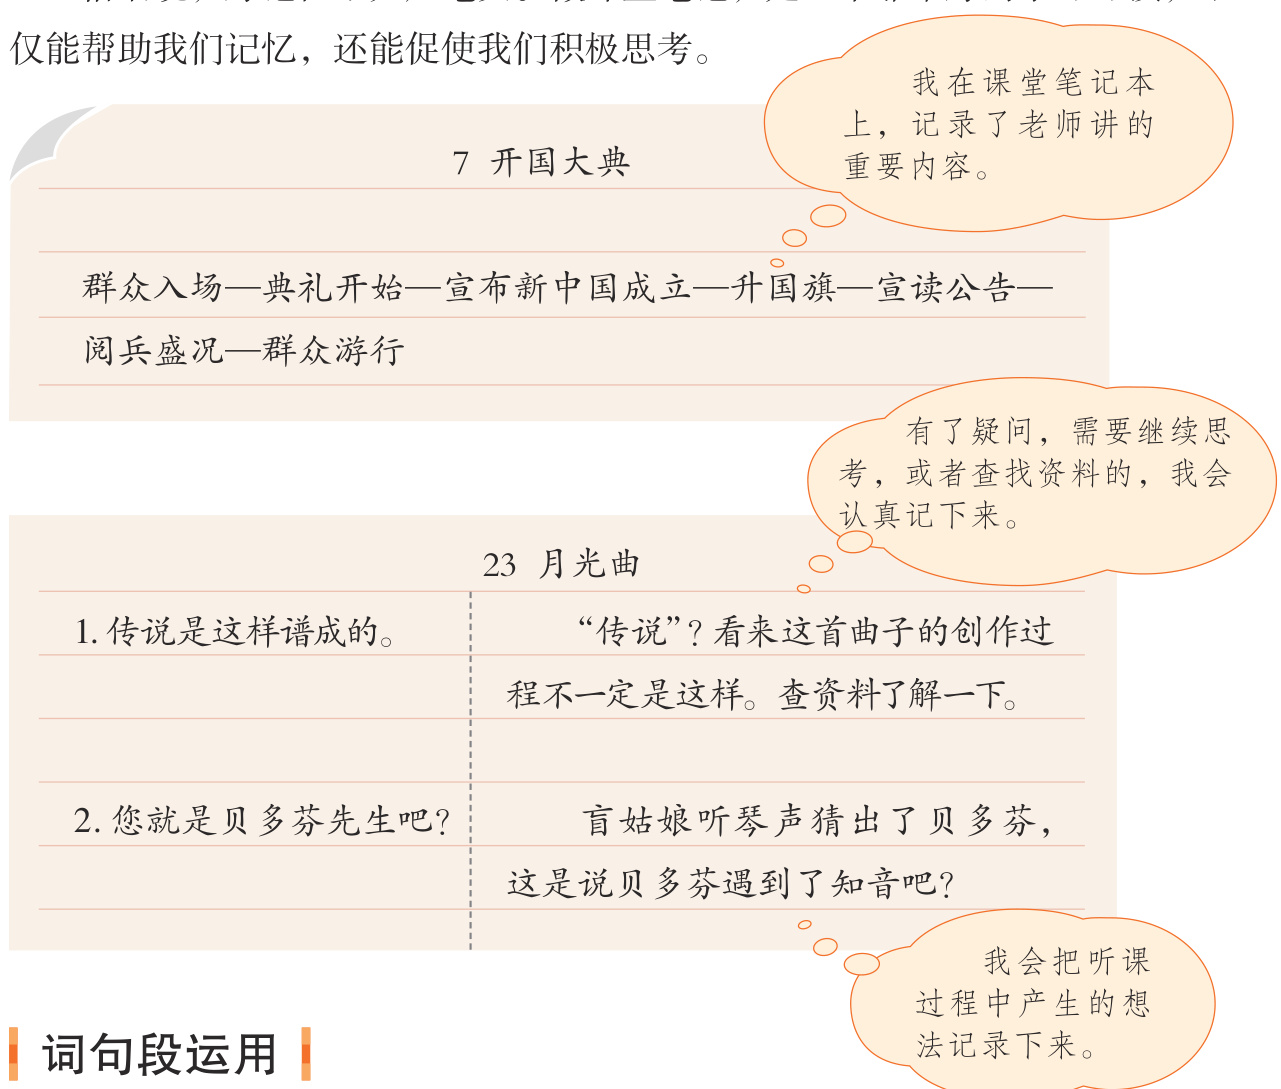 仅能帮助我们记忆，还能促使我们积极思考。
我在课堂笔记本
上，记录了老师讲的
重要内容。
7 开国大典
群众入场—典礼开始—宣布新中国成立—升国旗—宣读公告—
阅兵盛况—群众游行
有了疑问，需要继续思
考，或者查找资料的，我会
认真记下来。
23 月光曲
1. 传说是这样谱成的。
“传说”？看来这首曲子的创作过
程不一定是这样。查资料了解一下。
2. 您就是贝多芬先生吧？
盲姑娘听琴声猜出了贝多芬，
这是说贝多芬遇到了知音吧？
我会把听课
过程中产生的想
法记录下来。
词句段运用